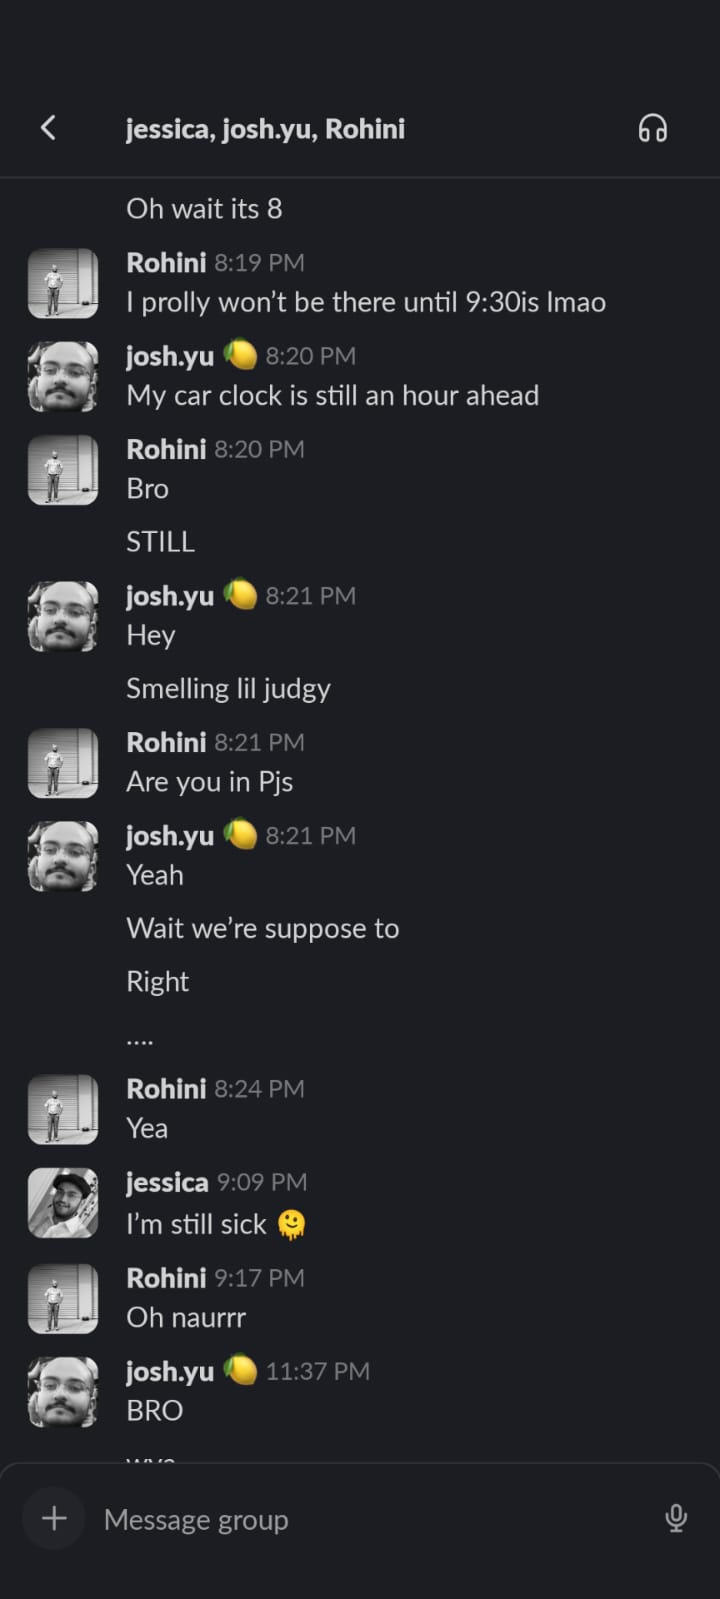 jessica, josh.yu, Rohini
Oh wait its 8
Rohini 8:19 PM
I prolly won’t be there until 9:30is lmao
josh.yu 🍋 8:20 PM
My car clock is still an hour ahead
Rohini 8:20 PM
Bro
STILL
josh.yu 🍋 8:21 PM
Hey
Smelling lil judgy
Rohini 8:21 PM
Are you in Pjs
josh.yu 🍋 8:21 PM
Yeah
Wait we’re suppose to
Right
....
Rohini 8:24 PM
Yea
jessica 9:09 PM
I’m still sick 🫠
Rohini 9:17 PM
Oh naurrr
josh.yu 🍋 11:37 PM
BRO
Message group